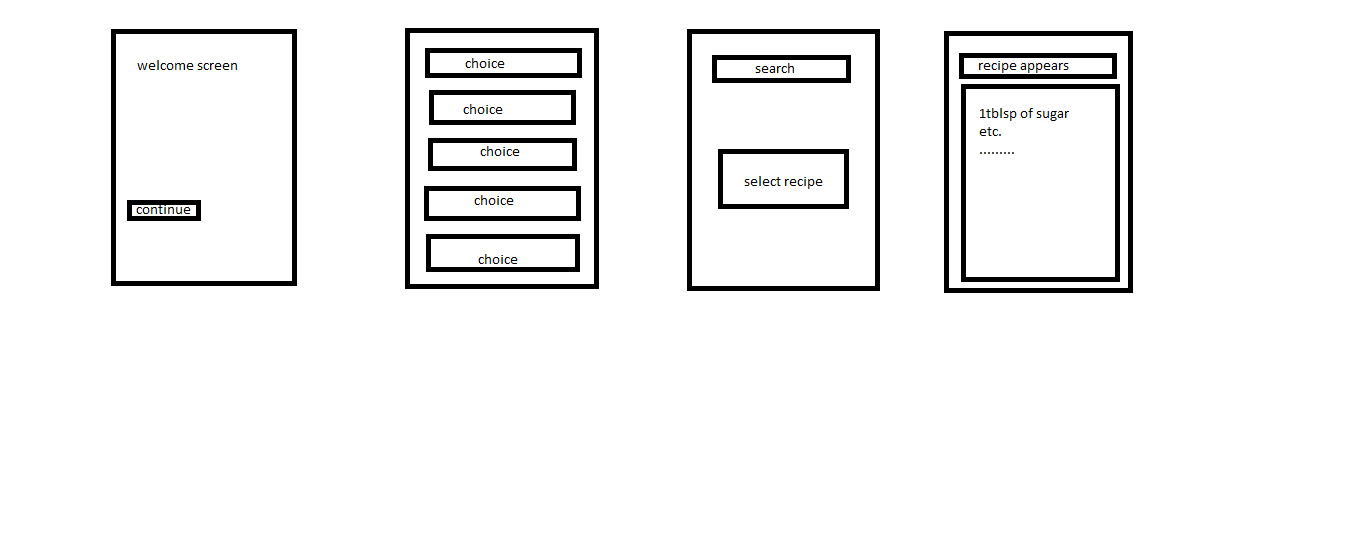 welcome screen
continue
choice
choice
choice
choice
choice
search
select recipe
recipe appears
1tblsp of sugar
etc.
.........